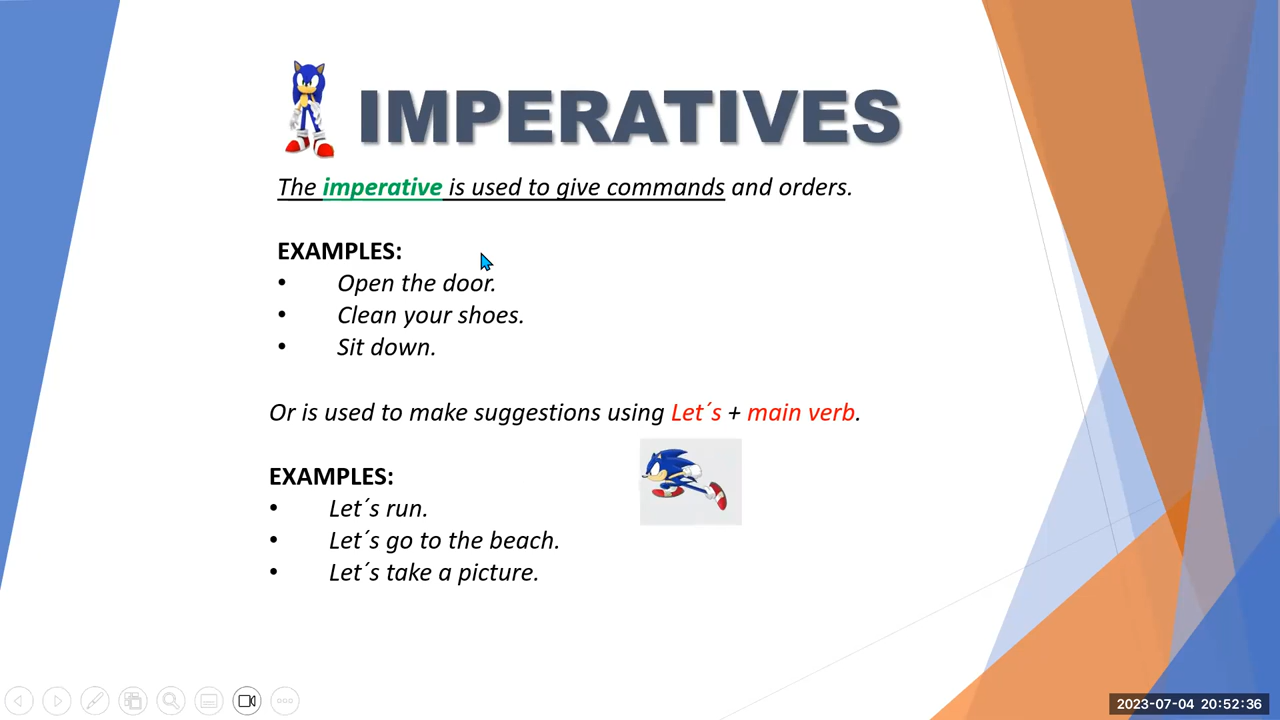 IMPERATIVES
The imperative is used to give commands and orders.
EXAMPLES:
• Open the door.
• Clean your shoes.
• Sit down.
Or is used to make suggestions using Let´s + main verb.
EXAMPLES:
• Let´s run.
• Let´s go to the beach.
• Let´s take a picture.
2023-07-04 20:52:36